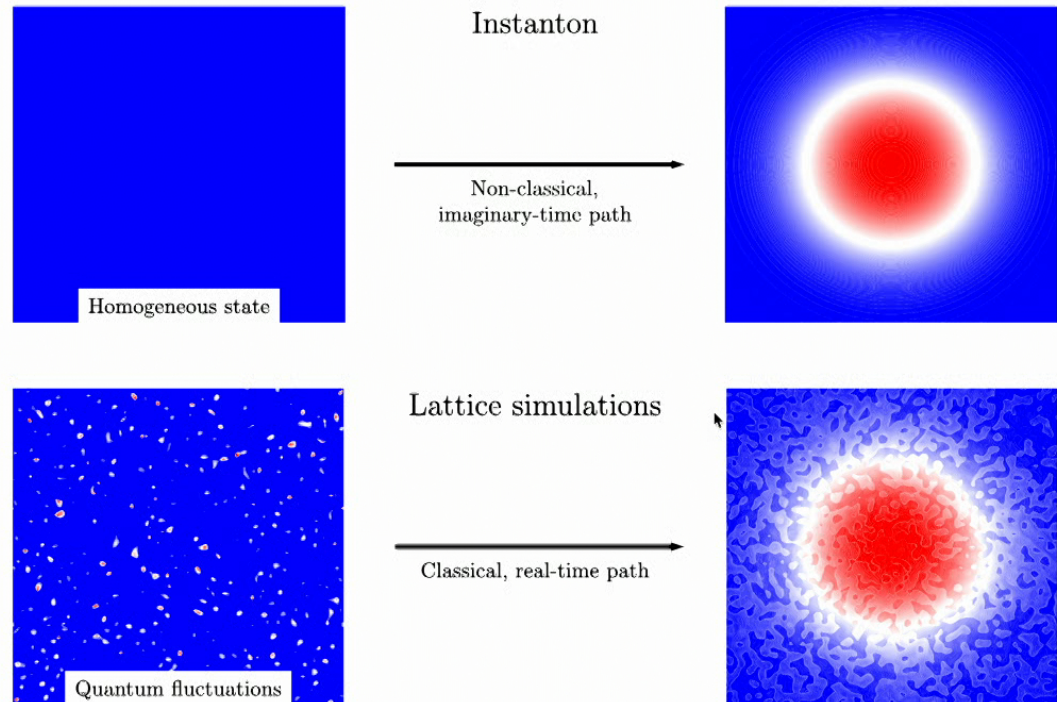 Instanton
Non-classical,
imaginary-time path
Homogeneous state
Lattice simulations
Classical, real-time path
Quantum fluctuations